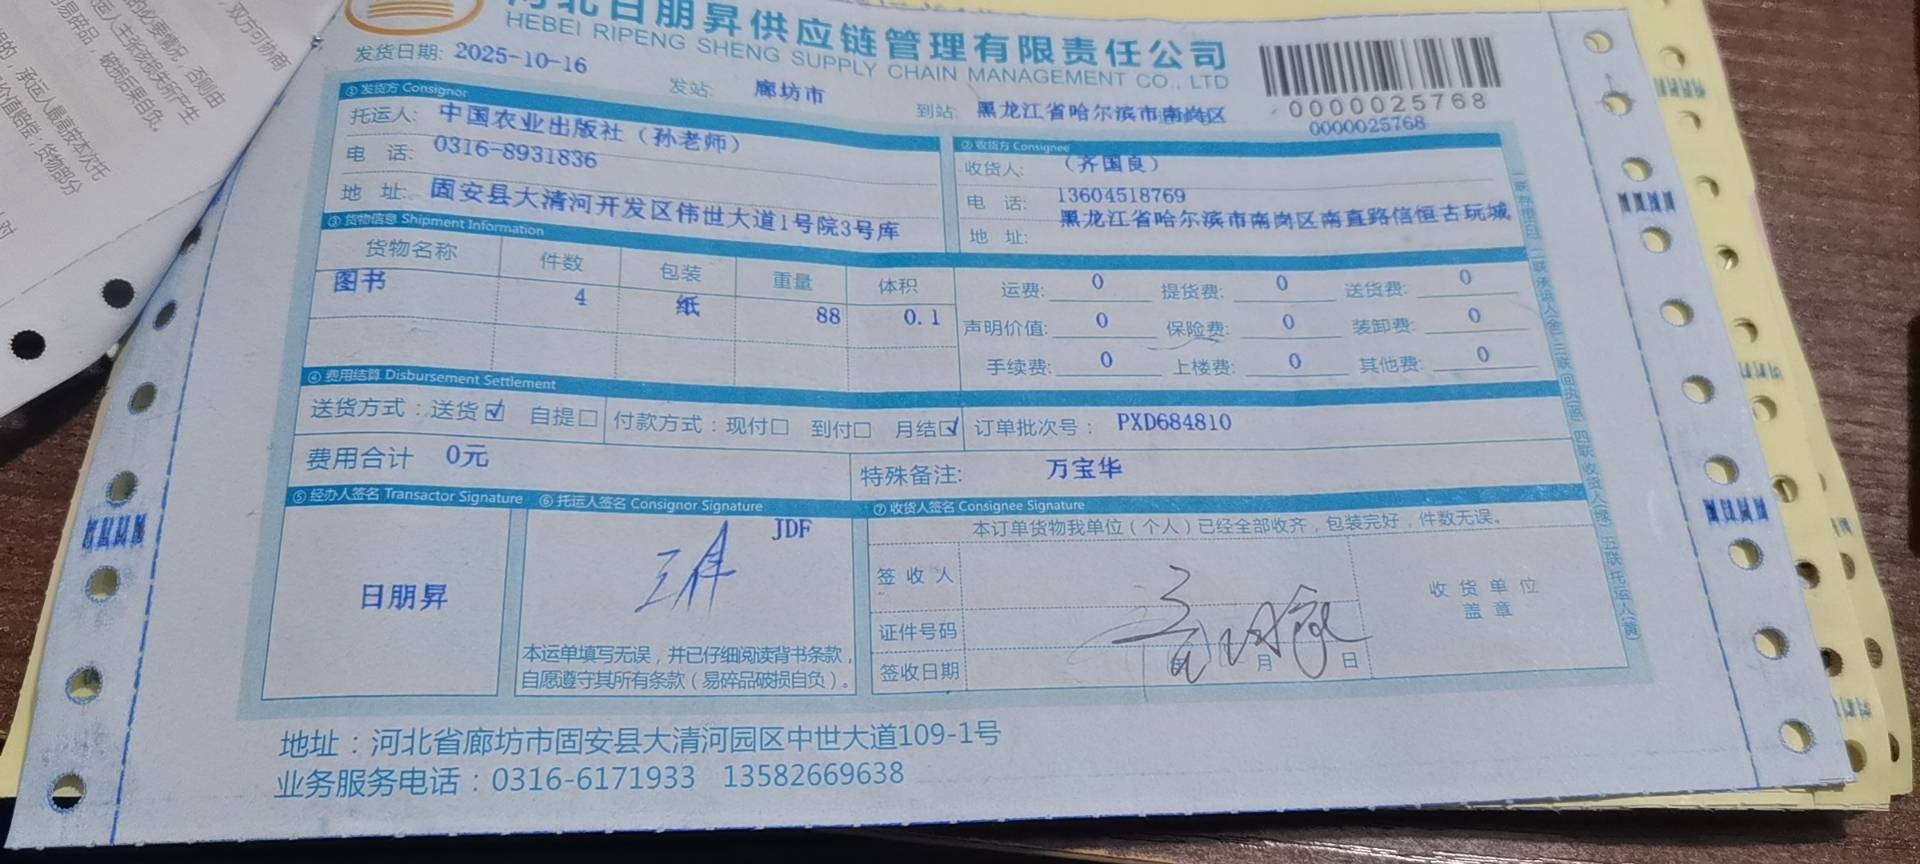 河北日朋昇供应链管理有限责任公司
HEBEI RIPENG SHENG SUPPLY CHAIN MANAGEMENT CO., LTD
0000025768
0000025768
发货日期: 2025-10-16 发站: 廊坊市 到站: 黑龙江省哈尔滨市南岗区
① 发货方 Consignor
托运人: 中国农业出版社（孙老师）
电 话: 0316-8931836
地 址: 固安县大清河开发区伟世大道1号院3号库
② 收货方 Consignee
收货人: （齐国良）
电 话: 13604518769
地 址: 黑龙江省哈尔滨市南岗区南直路信恒古玩城
③ 货物信息 Shipment Information
货物名称 件数 包装 重量 体积
图书 4 纸 88 0.1
运费: 0 提货费: 0 送货费: 0
声明价值: 0 保险费: 0 装卸费: 0
手续费: 0 上楼费: 0 其他费: 0
④ 费用结算 Disbursement Settlement
送货方式：送货☑ 自提☐ 付款方式：现付☐ 到付☐ 月结☑ 订单批次号： PXD684810
费用合计 0元 特殊备注: 万宝华
⑤ 经办人签名 Transactor Signature
日朋昇
⑥ 托运人签名 Consignor Signature
JDF
本运单填写无误，并已仔细阅读背书条款，
自愿遵守其所有条款（易碎品破损自负）。
⑦ 收货人签名 Consignee Signature
本订单货物我单位（个人）已经全部收齐，包装完好，件数无误。
签 收 人
证件号码
签收日期 年 月 日
收 货 单 位
盖 章
地址：河北省廊坊市固安县大清河园区中世大道109-1号
业务服务电话：0316-6171933 13582669638